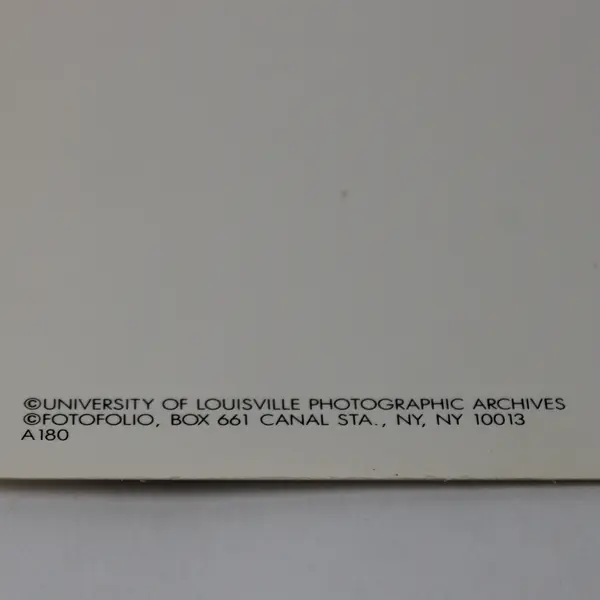 ©UNIVERSITY OF LOUISVILLE PHOTOGRAPHIC ARCHIVES
©FOTOFOLIO, BOX 661 CANAL STA., NY, NY 10013
A180